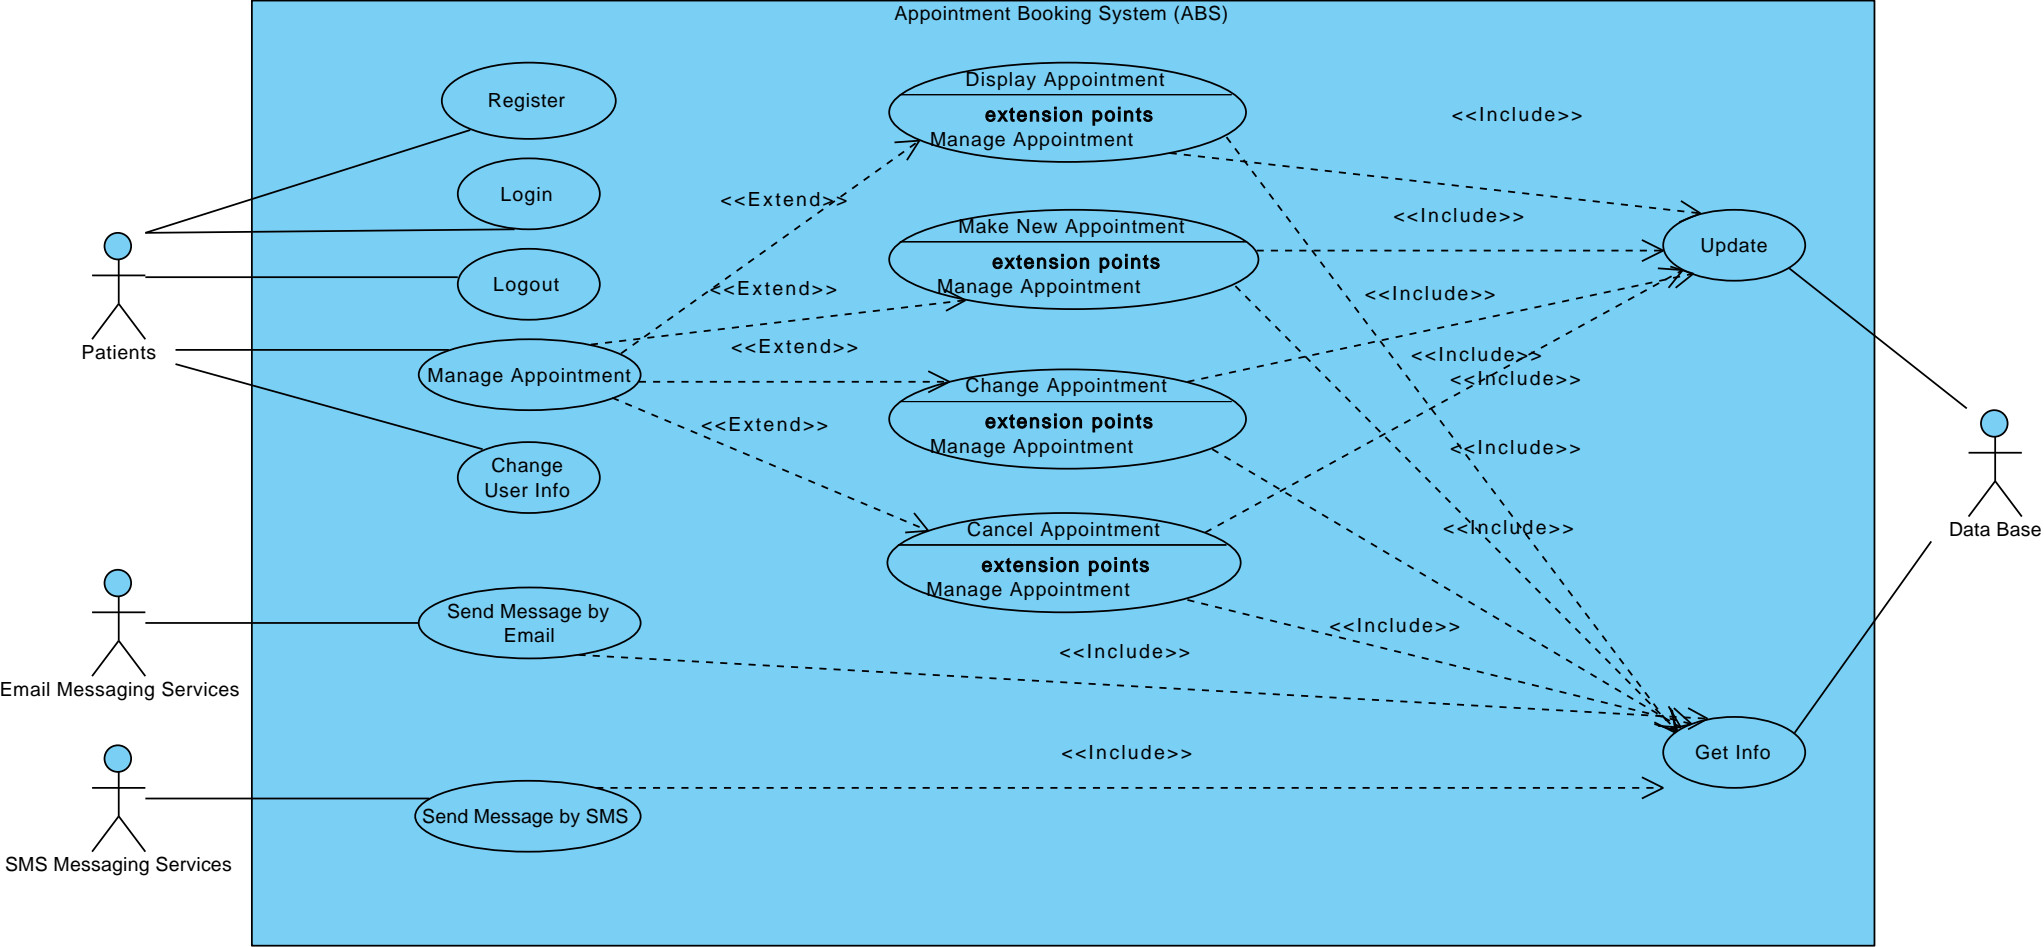 Appointment Booking System (ABS)
Register
Login
Logout
Manage Appointment
Change
User Info
Send Message by
Email
Send Message by SMS
Patients
Email Messaging Services
SMS Messaging Services
Display Appointment
extension points
Manage Appointment
Make New Appointment
extension points
Manage Appointment
Change Appointment
extension points
Manage Appointment
Cancel Appointment
extension points
Manage Appointment
<<Extend>>
<<Extend>>
<<Extend>>
<<Extend>>
<<Include>>
<<Include>>
<<Include>>
<<Include>>
<<Include>>
<<Include>>
<<Include>>
<<Include>>
<<Include>>
<<Include>>
Update
Get Info
Data Base